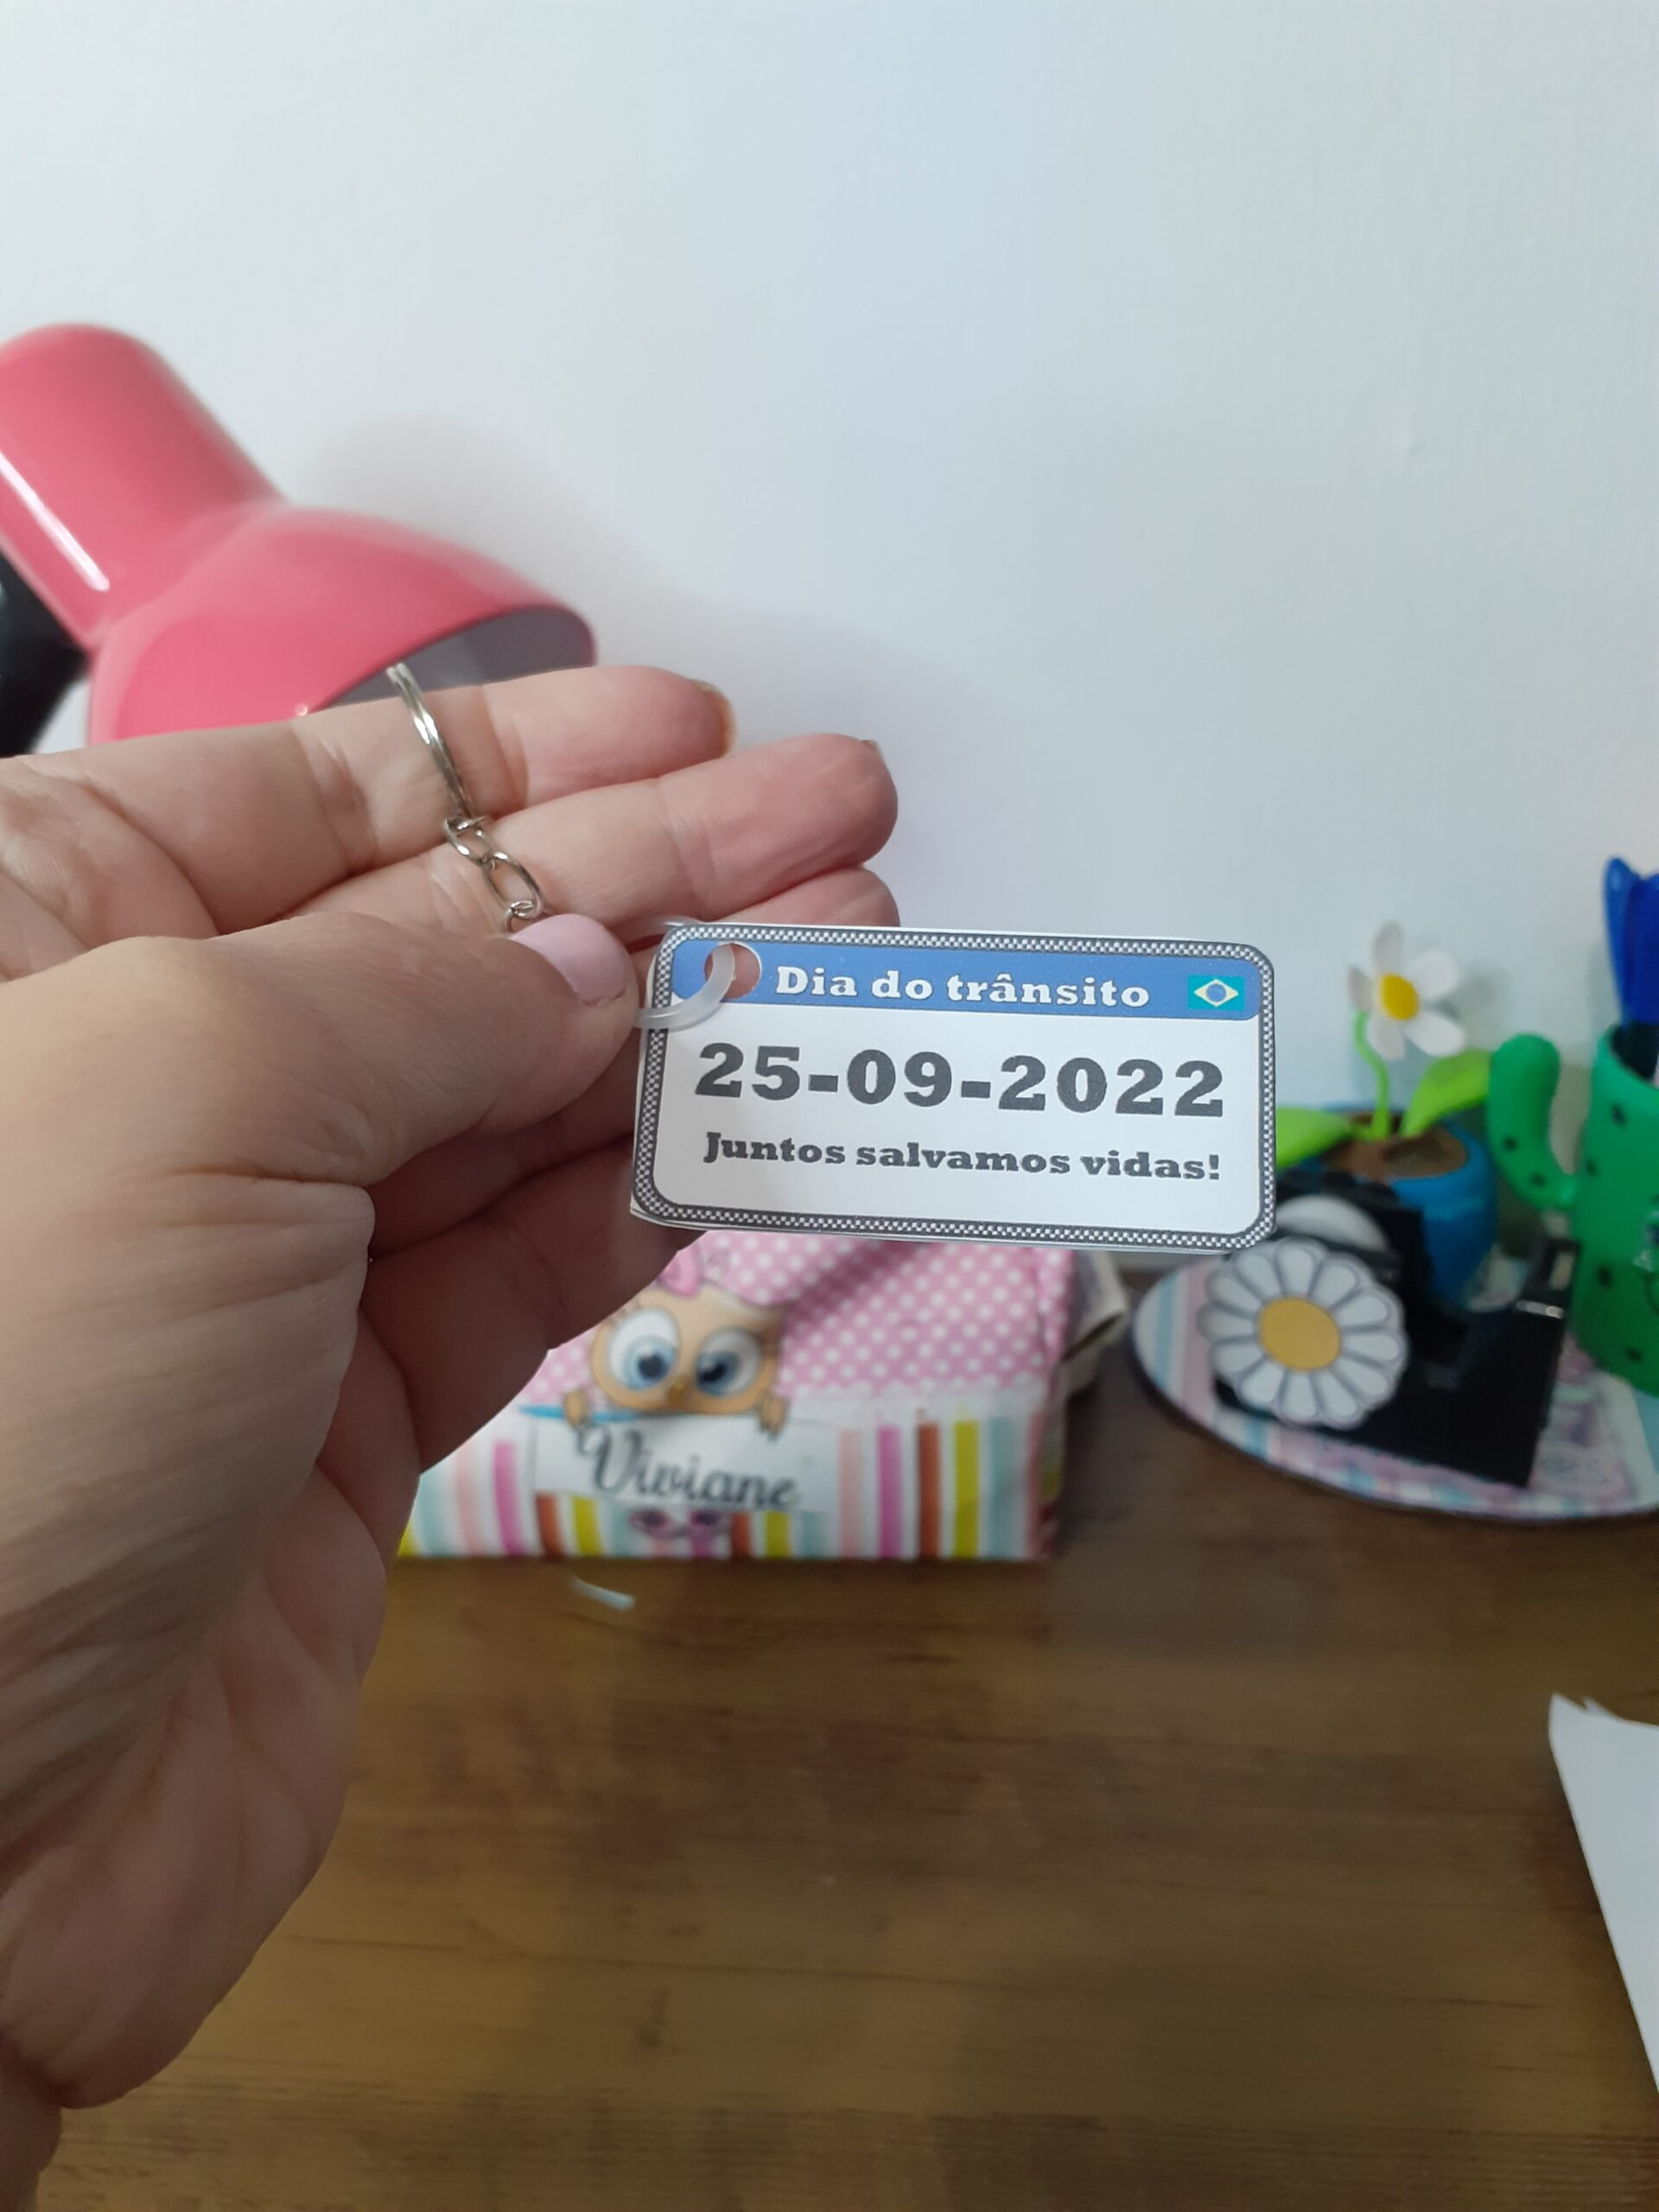 Dia do trânsito
25-09-2022
Juntos salvamos vidas!
Viviane